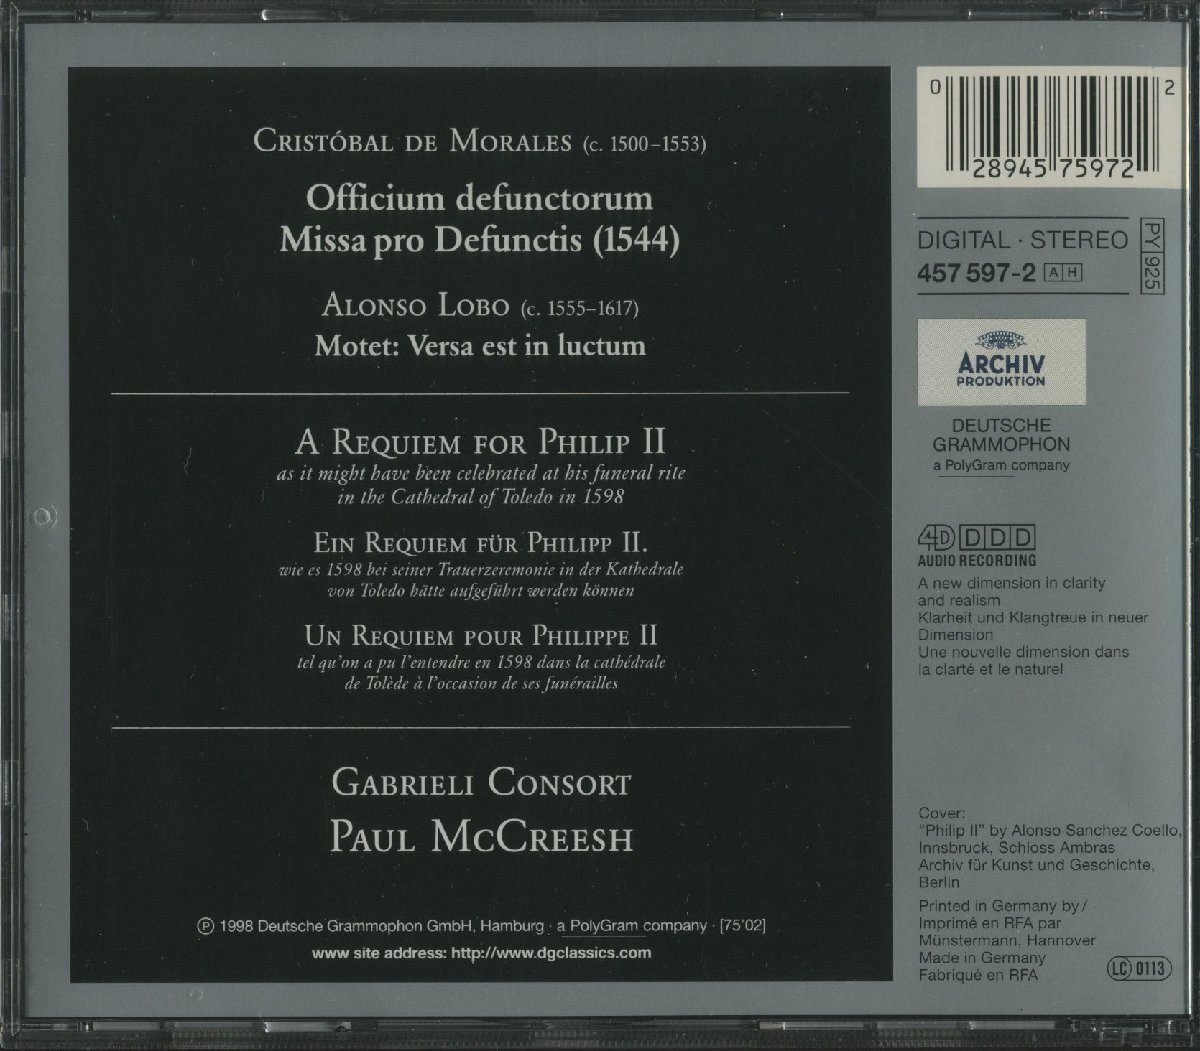 CRISTÓBAL DE MORALES (c. 1500–1553)
Officium defunctorum
Missa pro Defunctis (1544)
ALONSO LOBO (c. 1555–1617)
Motet: Versa est in luctum
A REQUIEM FOR PHILIP II
as it might have been celebrated at his funeral rite
in the Cathedral of Toledo in 1598
EIN REQUIEM FÜR PHILIPP II.
wie es 1598 bei seiner Trauerzeremonie in der Kathedrale
von Toledo hätte aufgeführt werden können
UN REQUIEM POUR PHILIPPE II
tel qu'on a pu l'entendre en 1598 dans la cathédrale
de Tolède à l'occasion de ses funérailles
GABRIELI CONSORT
PAUL MCCREESH
℗ 1998 Deutsche Grammophon GmbH, Hamburg · a PolyGram company · [75'02]
www site address: http://www.dgclassics.com
0 28945 75972 2
DIGITAL · STEREO
457 597-2 AH
PY 925
ARCHIV
PRODUKTION
DEUTSCHE
GRAMMOPHON
a PolyGram company
4D DDD
AUDIO RECORDING
A new dimension in clarity
and realism
Klarheit und Klangtreue in neuer
Dimension
Une nouvelle dimension dans
la clarté et le naturel
Cover:
"Philip II" by Alonso Sanchez Coello,
Innsbruck, Schloss Ambras
Archiv für Kunst und Geschichte,
Berlin
Printed in Germany by /
Imprimé en RFA par
Münstermann, Hannover
Made in Germany
Fabriqué en RFA
LC 0113